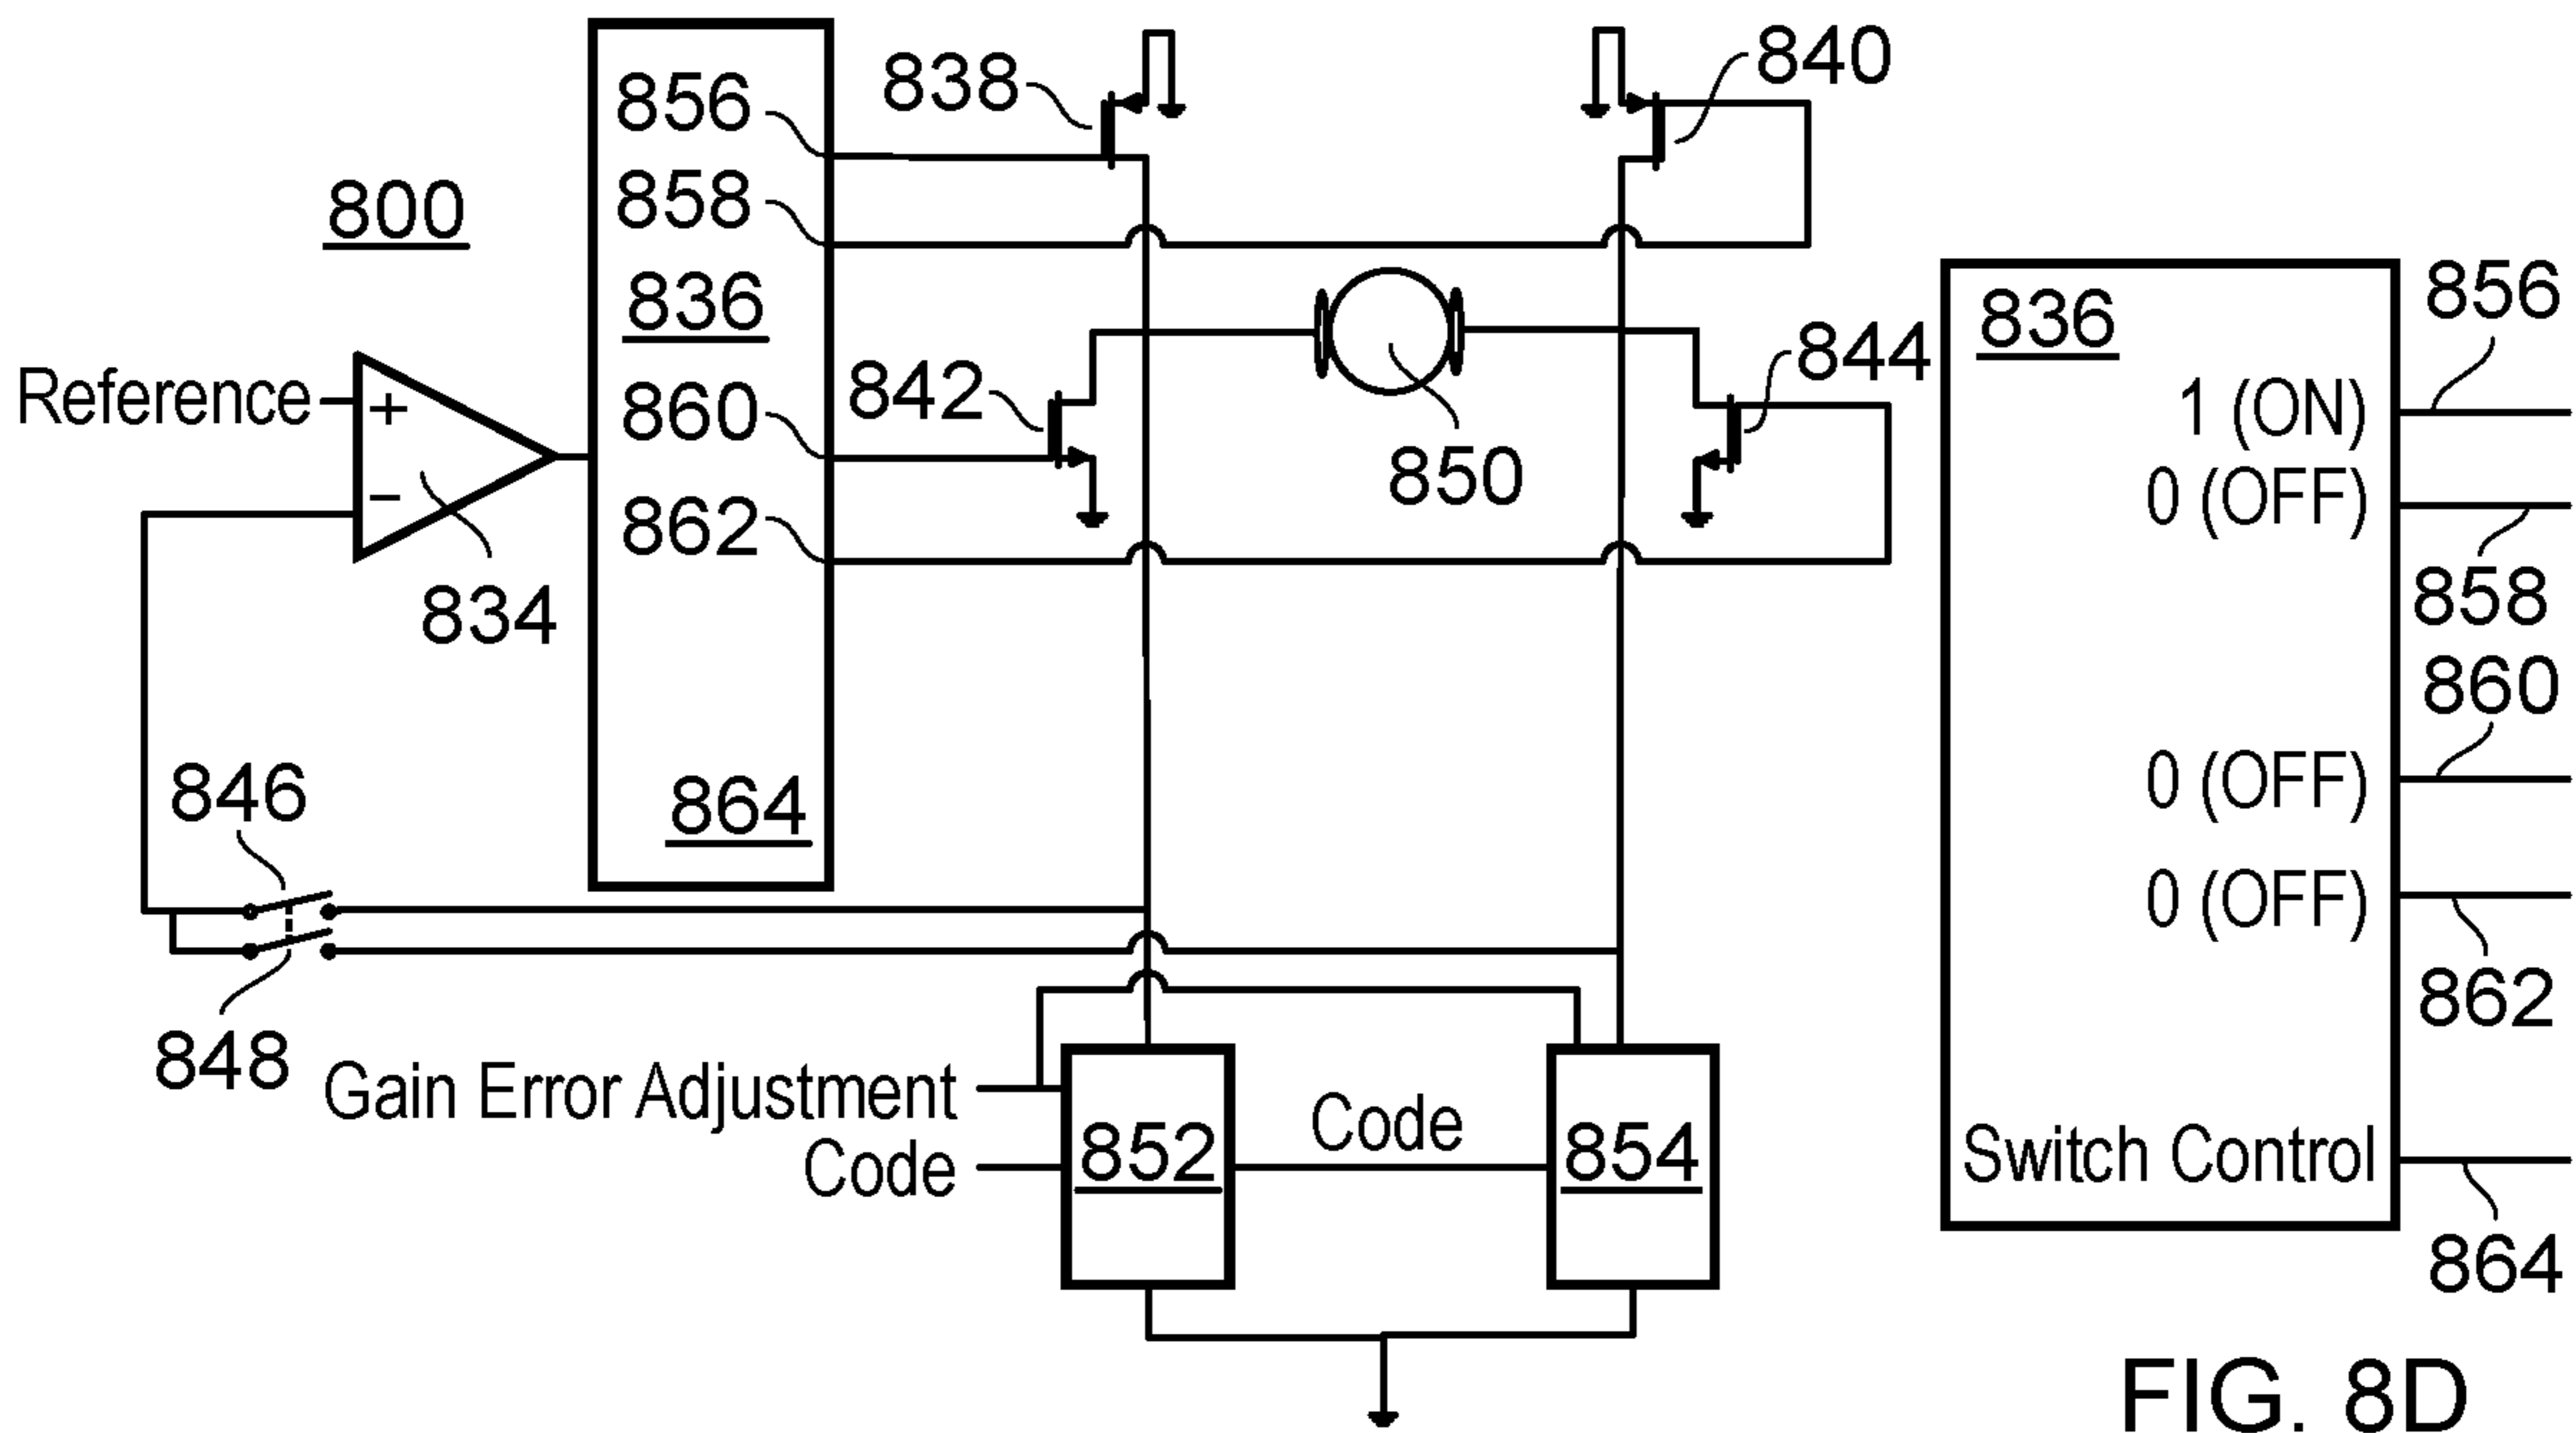 800
Reference
+
−
834
856
858
836
860
862
864
838
840
842
844
850
846
848
Gain Error Adjustment
Code
852
Code
854
836
1 (ON)
0 (OFF)
0 (OFF)
0 (OFF)
Switch Control
856
858
860
862
864
FIG. 8D